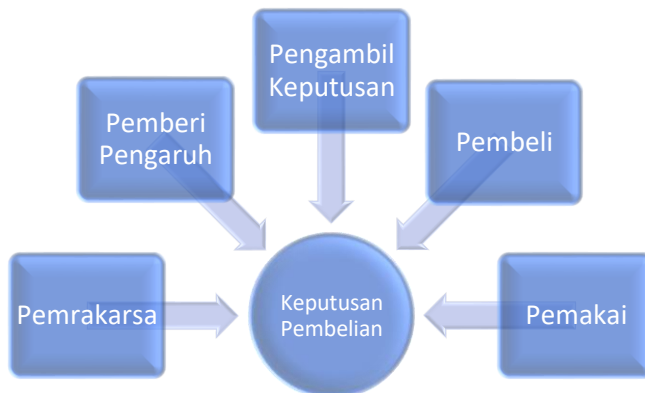 Pengambil
Keputusan
Pemberi
Pengaruh
Pembeli
Pemrakarsa
Keputusan
Pembelian
Pemakai